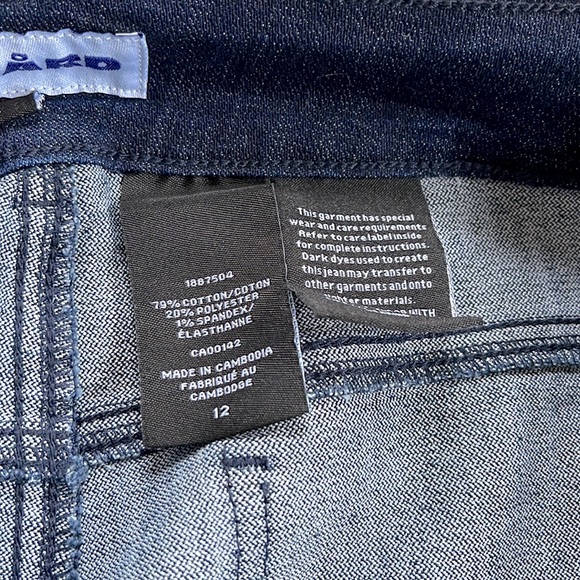 ÅRD
1887504
79% COTTON/COTON
20% POLYESTER
1% SPANDEX/
ÉLASTHANNE
CA00142
MADE IN CAMBODIA
FABRIQUÉ AU
CAMBODGE
12
This garment has special
wear and care requirements
Refer to care label inside
for complete instructions.
Dark dyes used to create
this jean may transfer to
other garments and onto
materials.
WITH